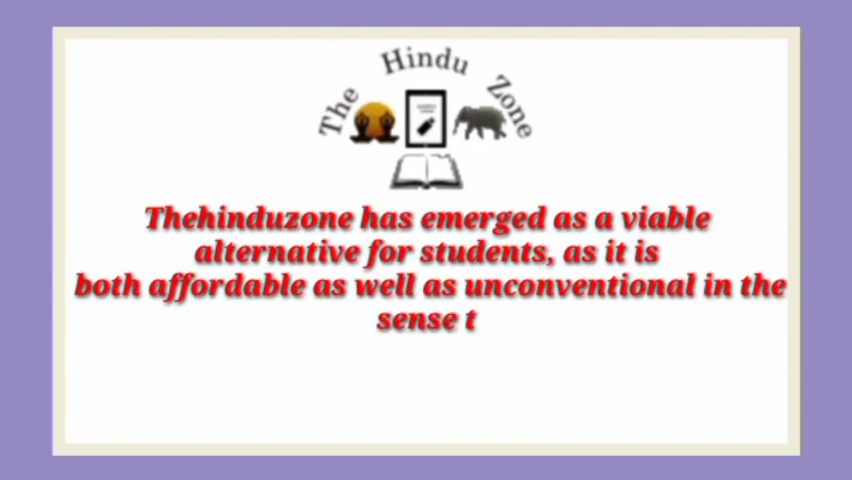 The Hindu Zone
Thehinduzone has emerged as a viable
alternative for students, as it is
both affordable as well as unconventional in the
sense t